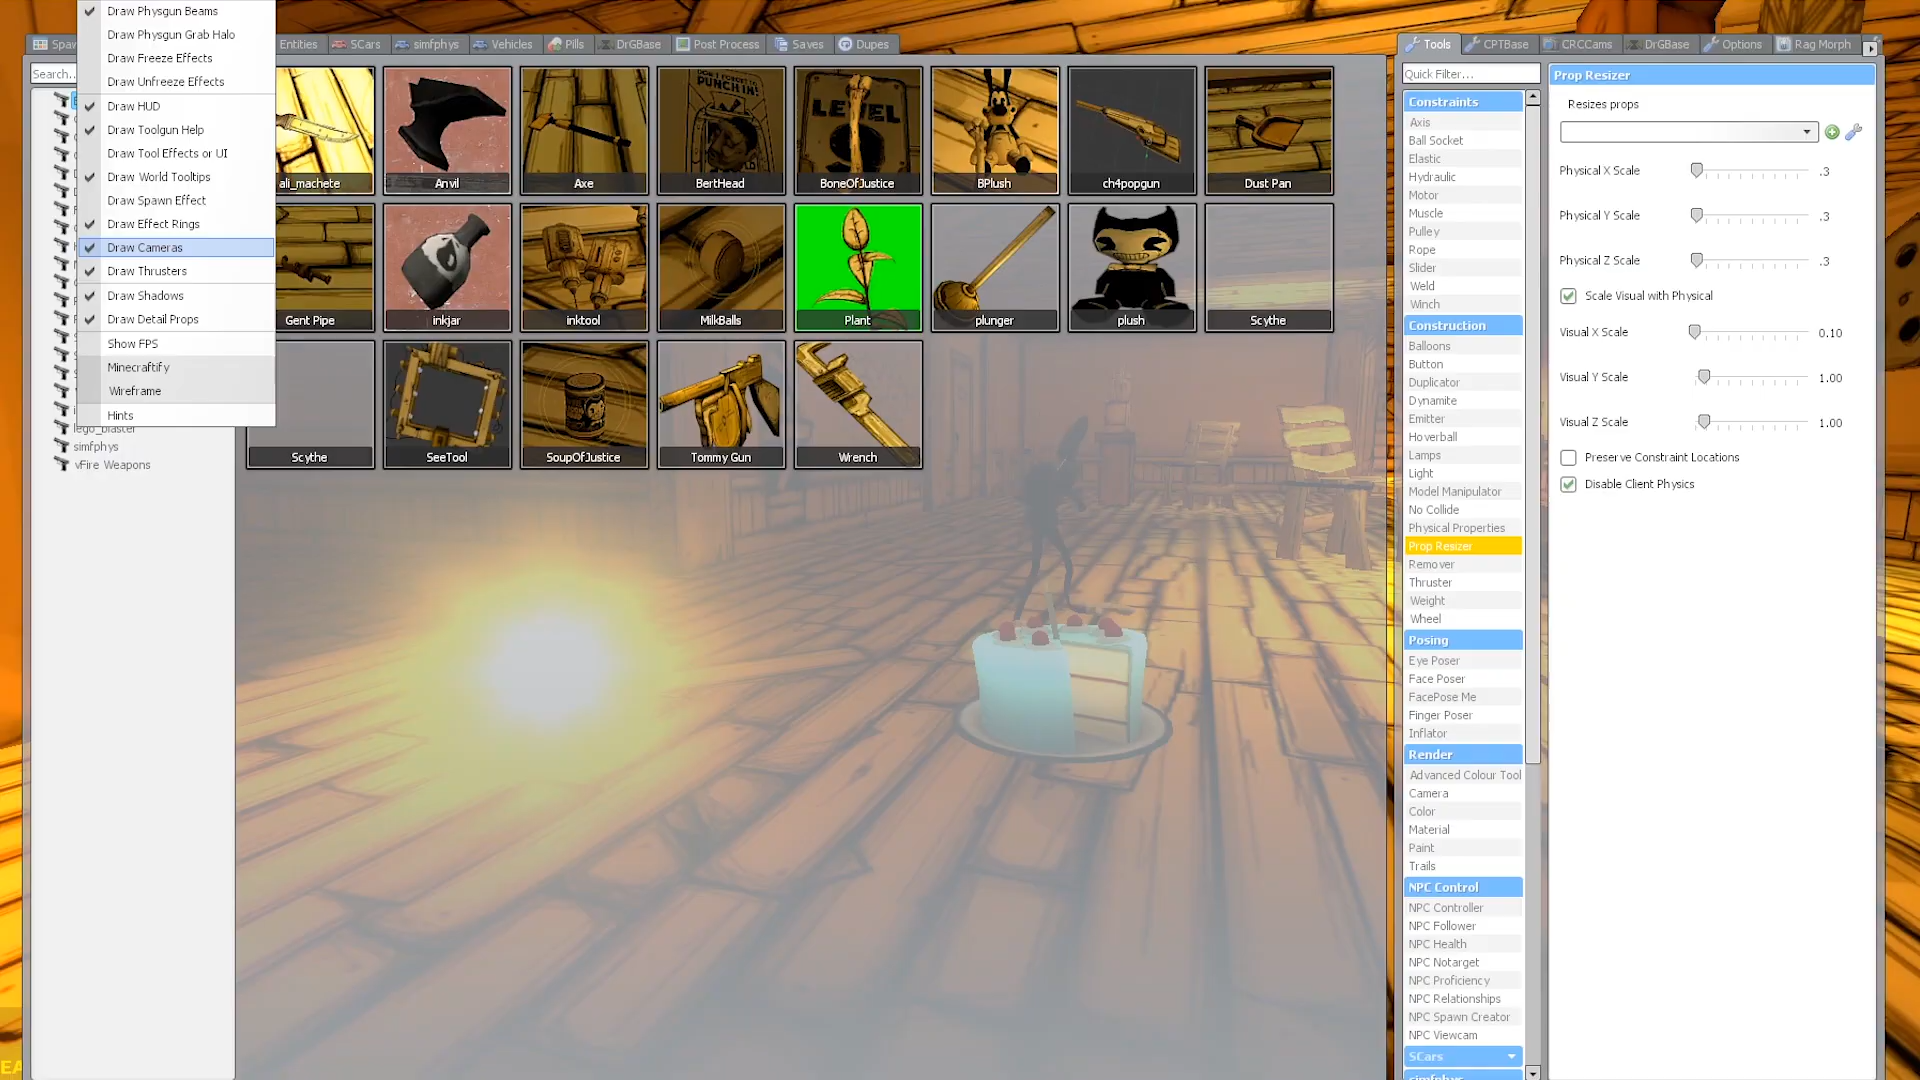 Draw Physgun Beams
Draw Physgun Grab Halo
Draw Freeze Effects
Draw Unfreeze Effects
Draw HUD
Draw Toolgun Help
Draw Tool Effects or UI
Draw World Tooltips
Draw Spawn Effect
Draw Effect Rings
Draw Cameras
Draw Thrusters
Draw Shadows
Draw Detail Props
Show FPS
Minecraftify
Wireframe
Hints
Search...
lego_blaster
simfphys
vFire Weapons
Entities
SCars
simfphys
Vehicles
Pills
DrGBase
Post Process
Saves
Dupes
ali_machete
Anvil
Axe
BertHead
BoneOfJustice
BPlush
ch4popgun
Dust Pan
Gent Pipe
inkjar
inktool
MilkBalls
Plant
plunger
plush
Scythe
Scythe
SeeTool
SoupOfJustice
Tommy Gun
Wrench
PUNCH IN!
LEVEL
Tools
CPTBase
CRCCams
DrGBase
Options
Rag Morph
Quick Filter...
Constraints
Axis
Ball Socket
Elastic
Hydraulic
Motor
Muscle
Pulley
Rope
Slider
Weld
Winch
Construction
Balloons
Button
Duplicator
Dynamite
Emitter
Hoverball
Lamps
Light
Model Manipulator
No Collide
Physical Properties
Prop Resizer
Remover
Thruster
Weight
Wheel
Posing
Eye Poser
Face Poser
FacePose Me
Finger Poser
Inflator
Render
Advanced Colour Tool
Camera
Color
Material
Paint
Trails
NPC Control
NPC Controller
NPC Follower
NPC Health
NPC Notarget
NPC Proficiency
NPC Relationships
NPC Spawn Creator
NPC Viewcam
SCars
simfphys
Prop Resizer
Resizes props
Physical X Scale .3
Physical Y Scale .3
Physical Z Scale .3
Scale Visual with Physical
Visual X Scale 0.10
Visual Y Scale 1.00
Visual Z Scale 1.00
Preserve Constraint Locations
Disable Client Physics